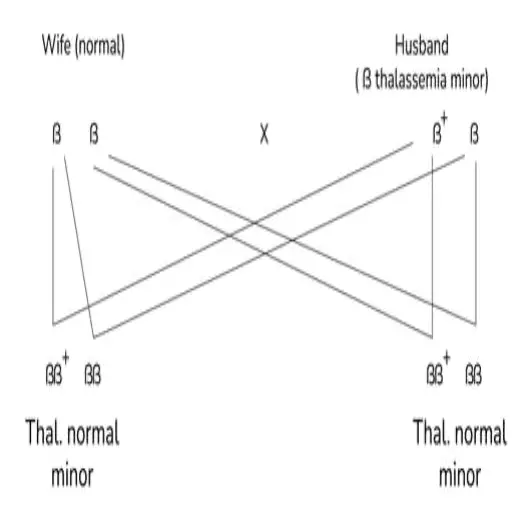 Wife (normal)
Husband
( ß thalassemia minor)
ß ß X ß⁺ ß
ßß⁺ ßß ßß⁺ ßß
Thal. normal
minor
Thal. normal
minor